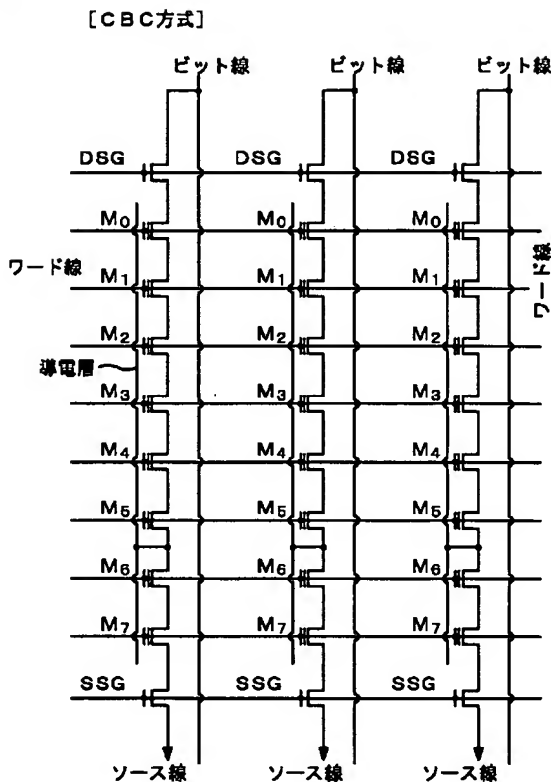 [CBC方式]
ビット線 ビット線 ビット線
DSG DSG DSG
M0 M0 M0
ワード線
M1 M1 M1
ワード線
M2 M2 M2
導電層
M3 M3 M3
M4 M4 M4
M5 M5 M5
M6 M6 M6
M7 M7 M7
SSG SSG SSG
ソース線 ソース線 ソース線